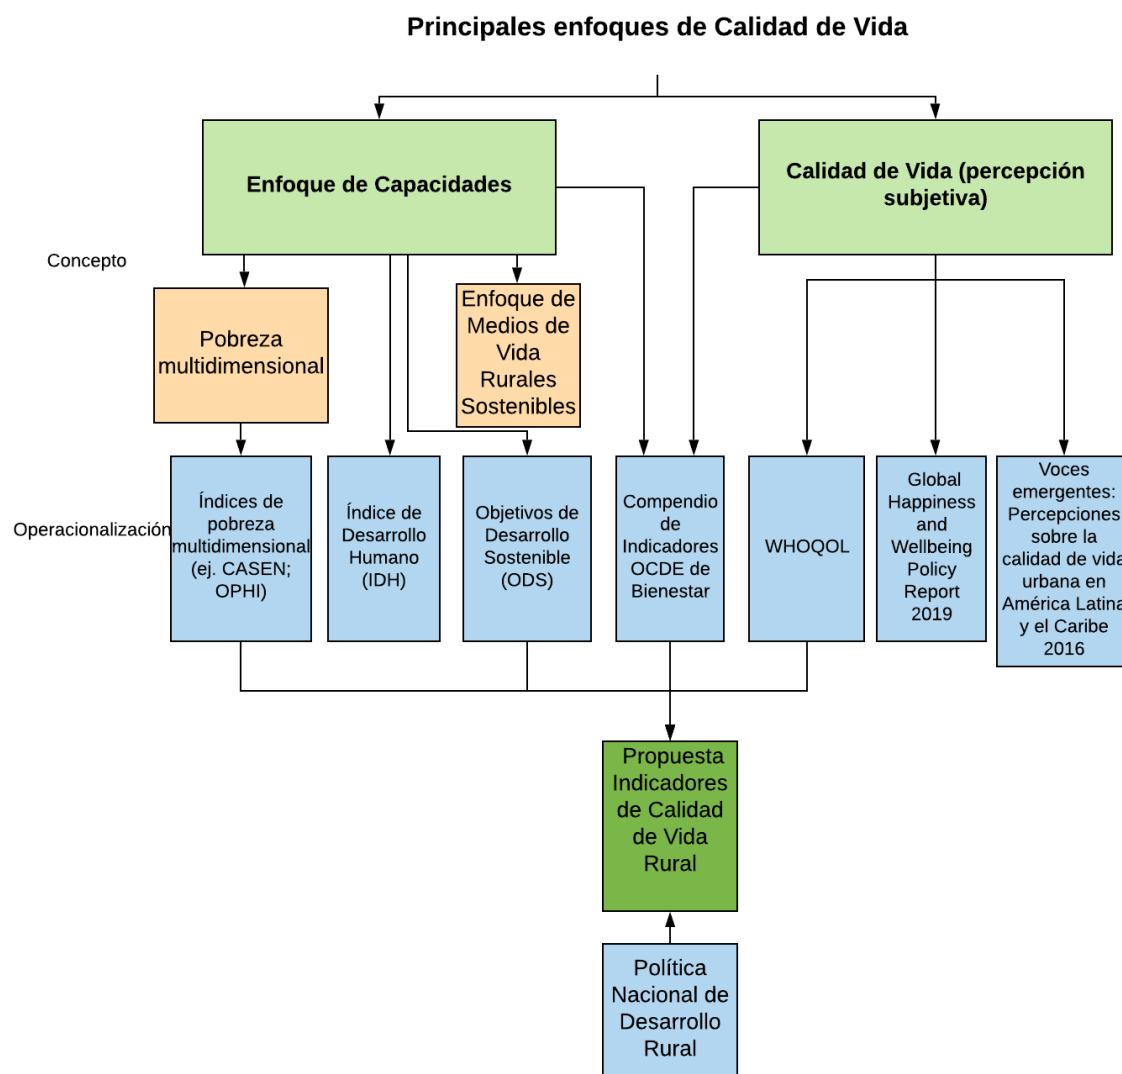 Principales enfoques de Calidad de Vida
Enfoque de Capacidades
Calidad de Vida (percepción
subjetiva)
Concepto
Pobreza
multidimensional
Enfoque de
Medios de
Vida
Rurales
Sostenibles
Operacionalización
Índices de
pobreza
multidimensional
(ej. CASEN;
OPHI)
Índice de
Desarrollo
Humano
(IDH)
Objetivos de
Desarrollo
Sostenible
(ODS)
Compendio
de
Indicadores
OCDE de
Bienestar
WHOQOL
Global
Happiness
and
Wellbeing
Policy
Report
2019
Voces
emergentes:
Percepciones
sobre la
calidad de vida
urbana en
América Latina
y el Caribe
2016
Propuesta
Indicadores
de Calidad
de Vida
Rural
Política
Nacional de
Desarrollo
Rural